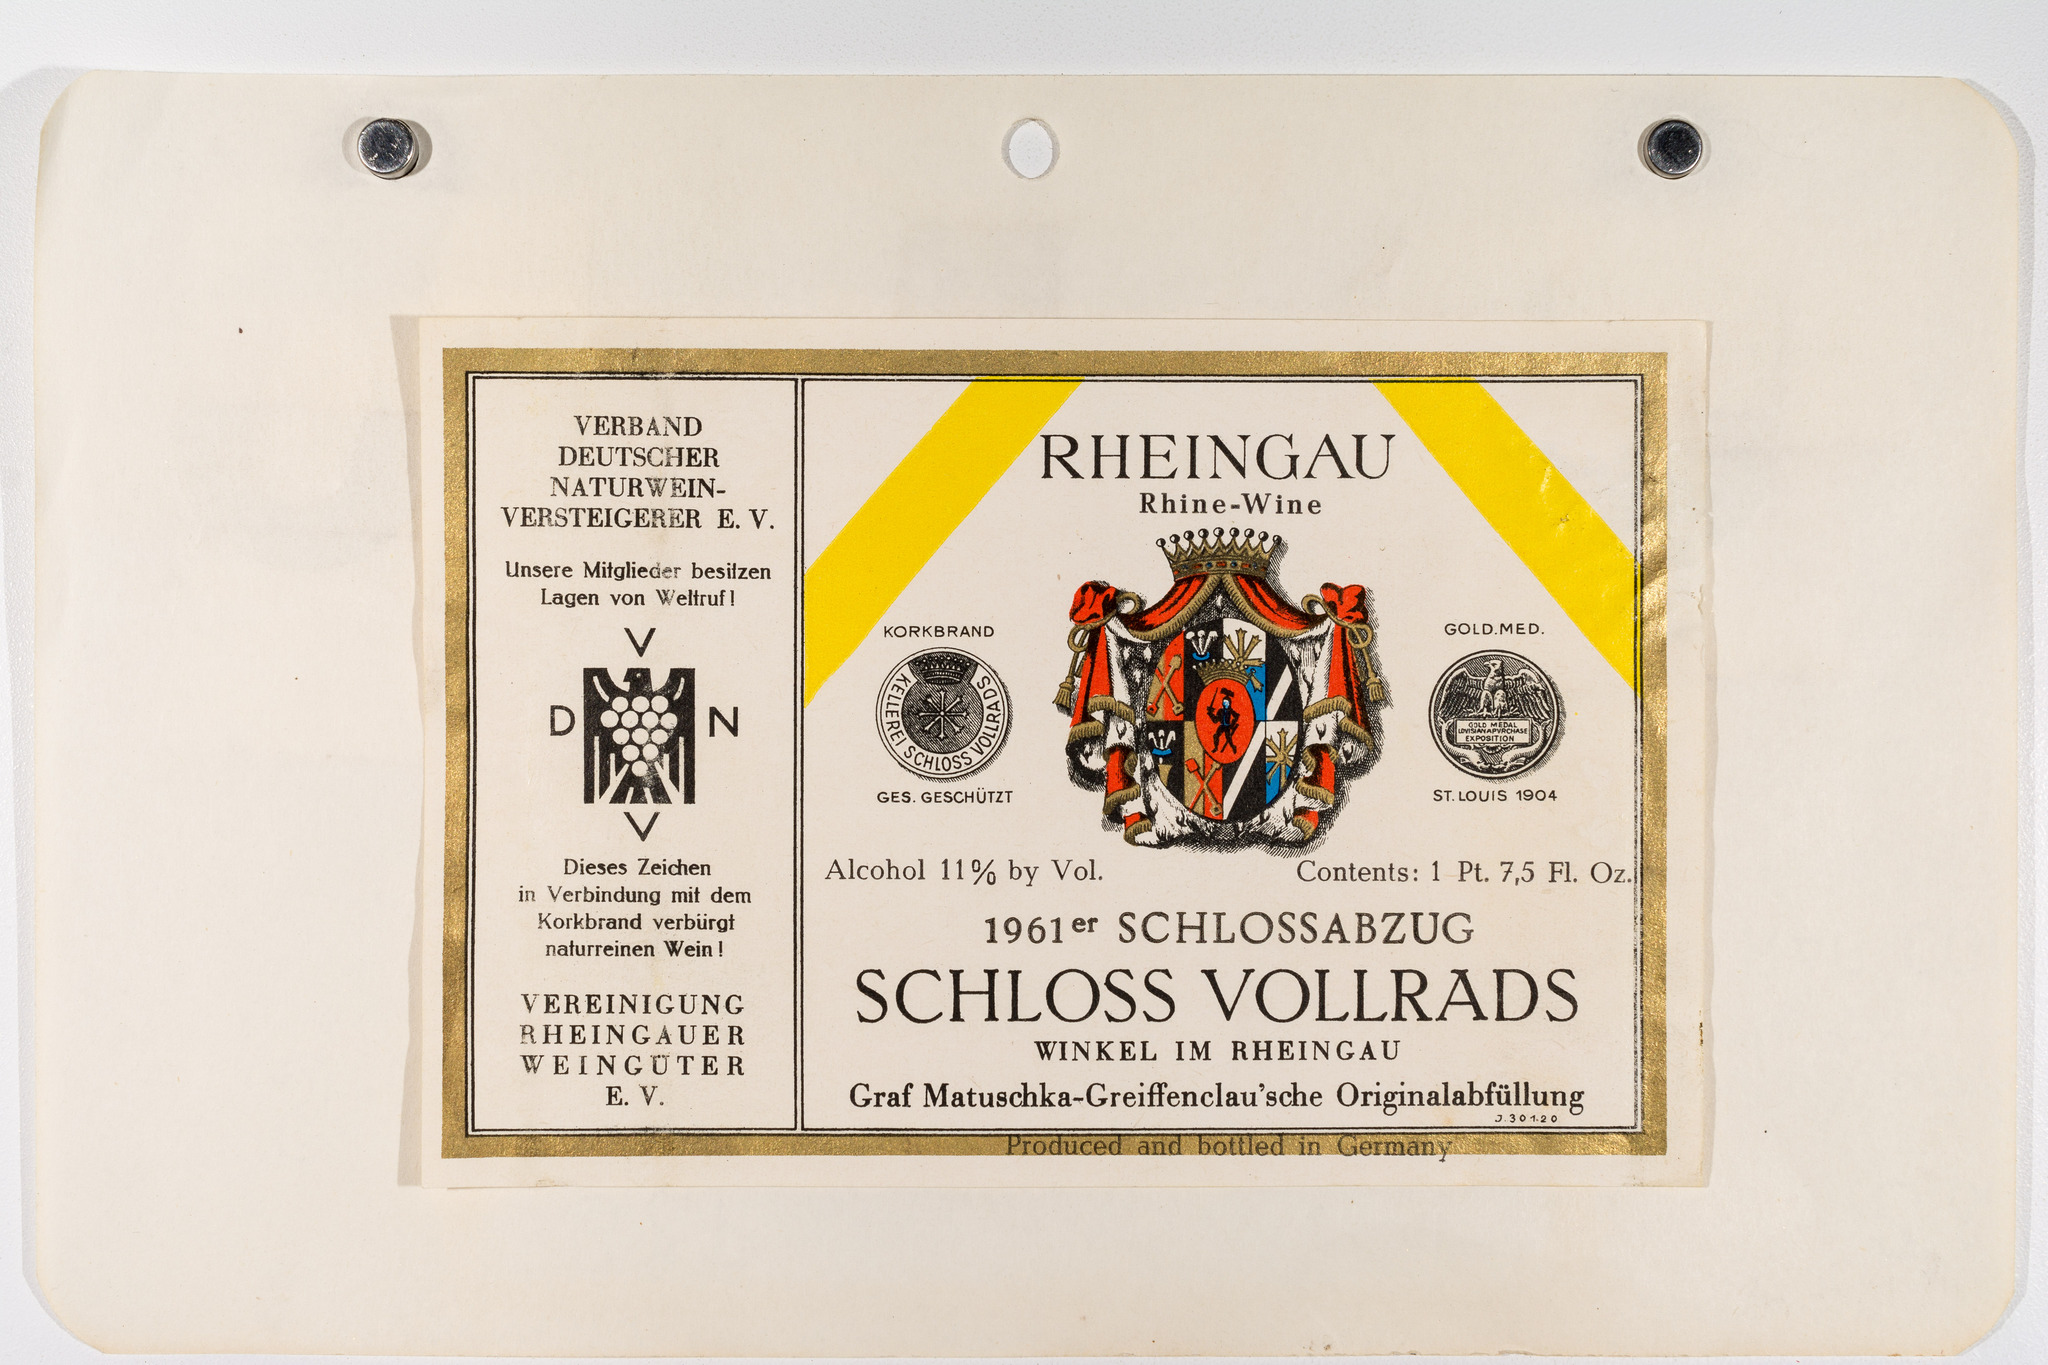 VERBAND
DEUTSCHER
NATURWEIN-
VERSTEIGERER E. V.
Unsere Mitglieder besitzen
Lagen von Weltruf!
V
D N
V
Dieses Zeichen
in Verbindung mit dem
Korkbrand verbürgt
naturreinen Wein!
VEREINIGUNG
RHEINGAUER
WEINGÜTER
E. V.
RHEINGAU
Rhine-Wine
KORKBRAND
KELLEREI SCHLOSS VOLLRADS
GES. GESCHÜTZT
GOLD. MED.
GOLD MEDAL
LOVISIANA PVRCHASE
EXPOSITION
ST. LOUIS 1904
Alcohol 11% by Vol.
Contents: 1 Pt. 7,5 Fl. Oz.
1961er SCHLOSSABZUG
SCHLOSS VOLLRADS
WINKEL IM RHEINGAU
Graf Matuschka-Greiffenclau'sche Originalabfüllung
J. 30 1. 20
Produced and bottled in Germany